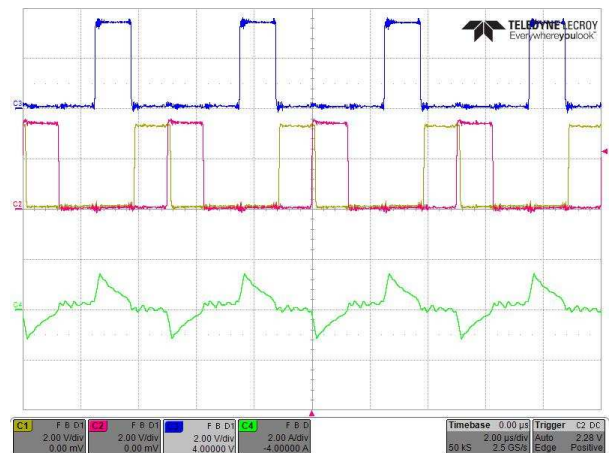 TELEDYNE LECROY
Everywhereyoulook™
C3
C2
C4
C1 F B D1
2.00 V/div
0.00 mV
C2 F B D1
2.00 V/div
0.00 mV
F B D1
2.00 V/div
4.00000 V
C4 F B D
2.00 A/div
-4.00000 A
Timebase 0.00 µs
2.00 µs/div
50 kS 2.5 GS/s
Trigger C2 DC
Auto 2.28 V
Edge Positive